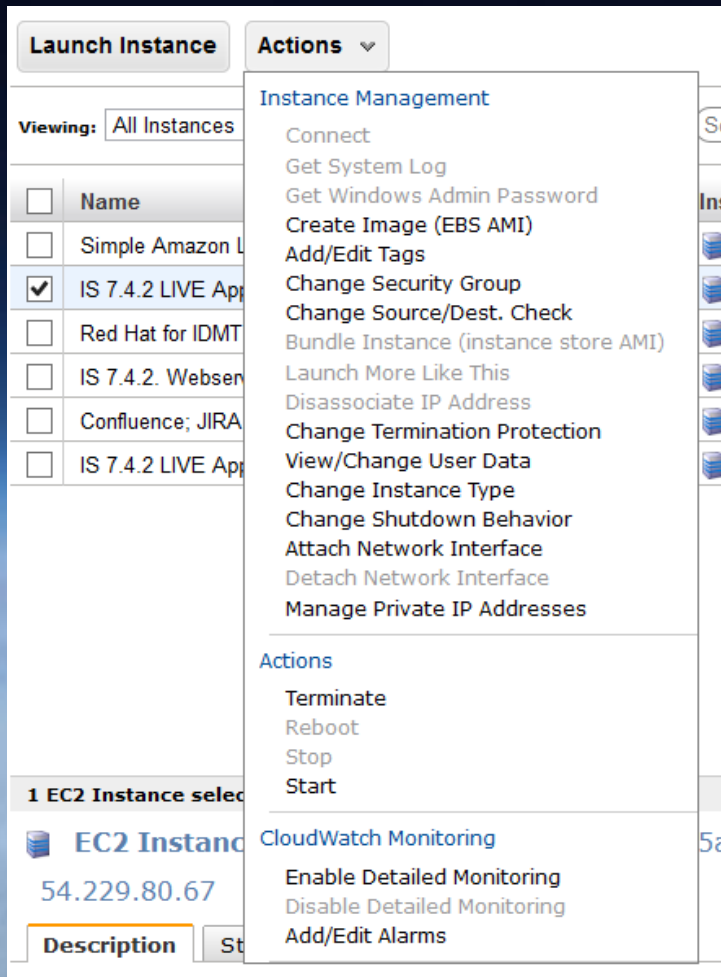 Launch Instance Actions
Instance Management
Viewing: All Instances
Connect
Get System Log
Get Windows Admin Password
Name
Create Image (EBS AMI)
Simple Amazon
Add/Edit Tags
IS 7.4.2 LIVE
Change Security Group
Change Source/Dest. Check
Red Hat for IDMT
Bundle Instance (instance store AMI)
IS 7.4.2.
Launch More Like This
Disassociate IP Address
Confluence; JIRA
Change Termination Protection
IS 7.4.2 LIVE
View/Change User Data
Change Instance Type
Change Shutdown Behavior
Attach Network Interface
Detach Network Interface
Manage Private IP Addresses
Actions
Terminate
Reboot
Stop
Start
1 EC2 Instance
CloudWatch Monitoring
EC2
Enable Detailed Monitoring
54.229.80.67
Disable Detailed Monitoring
Add/Edit Alarms
Description